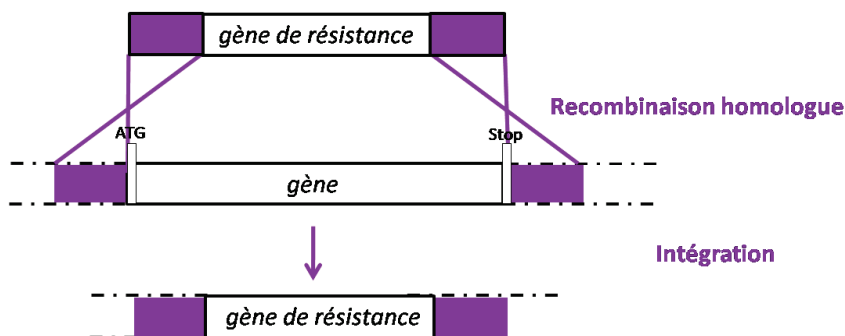 gène de résistance
Recombinaison homologue
ATG
Stop
gène
Intégration
gène de résistance